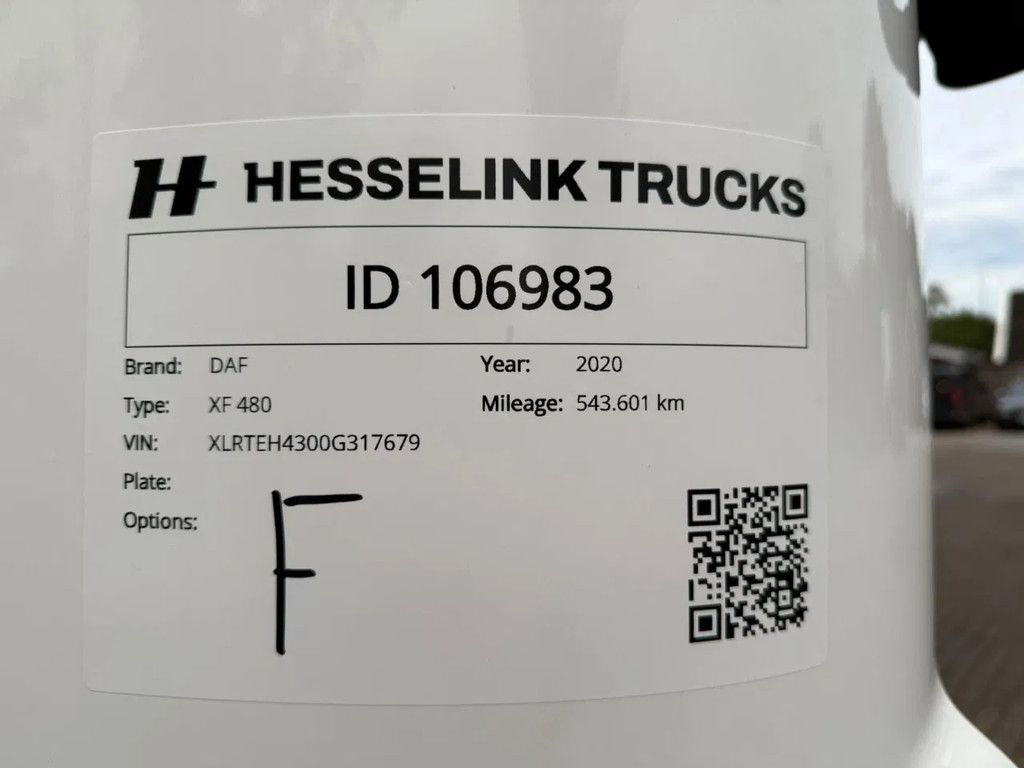 H HESSELINK TRUCKS
ID 106983
Brand: DAF Year: 2020
Type: XF 480 Mileage: 543.601 km
VIN: XLRTEH4300G317679
Plate:
Options:
F